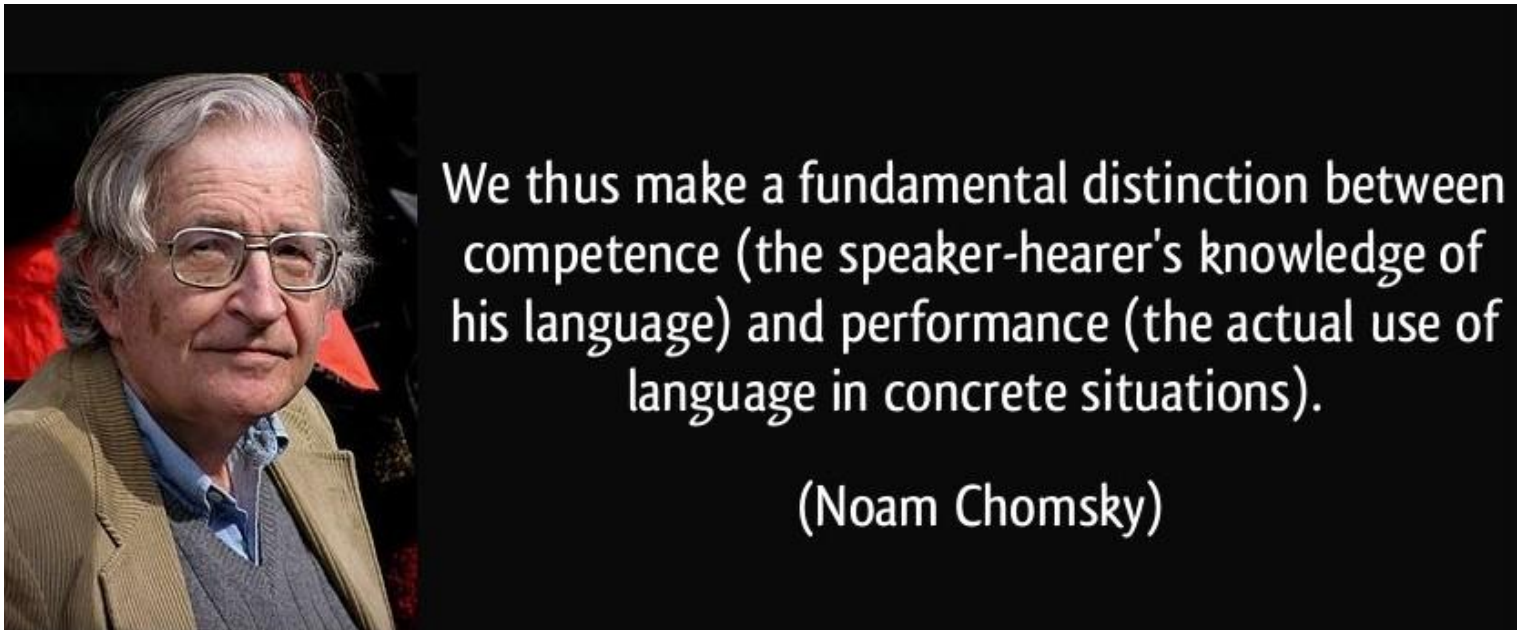 We thus make a fundamental distinction between
competence (the speaker-hearer's knowledge of
his language) and performance (the actual use of
language in concrete situations).
(Noam Chomsky)